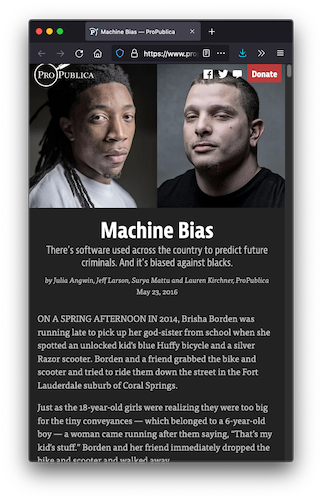 Machine Bias — ProPublica
https://www.pro
PROPUBLICA
Donate
Machine Bias
There's software used across the country to predict future
criminals. And it's biased against blacks.
by Julia Angwin, Jeff Larson, Surya Mattu and Lauren Kirchner, ProPublica
May 23, 2016
ON A SPRING AFTERNOON IN 2014, Brisha Borden was
running late to pick up her god-sister from school when she
spotted an unlocked kid's blue Huffy bicycle and a silver
Razor scooter. Borden and a friend grabbed the bike and
scooter and tried to ride them down the street in the Fort
Lauderdale suburb of Coral Springs.
Just as the 18-year-old girls were realizing they were too big
for the tiny conveyances — which belonged to a 6-year-old
boy — a woman came running after them saying, “That's my
kid's stuff.” Borden and her friend immediately dropped the
bike and scooter and walked away.